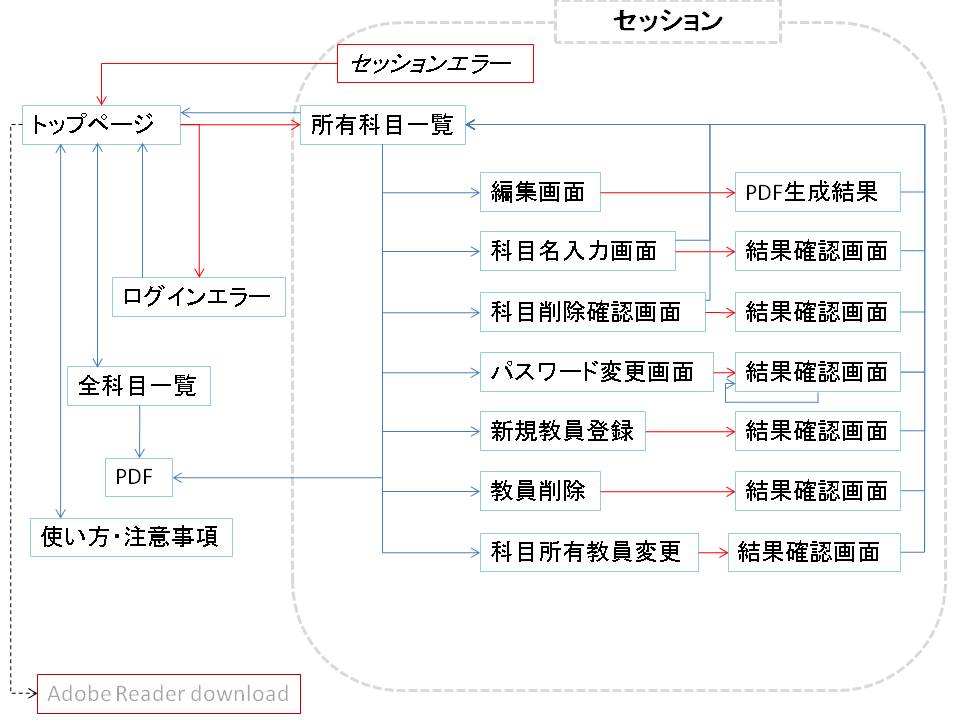 セッション
セッションエラー
トップページ
所有科目一覧
編集画面
PDF生成結果
科目名入力画面
結果確認画面
ログインエラー
科目削除確認画面
結果確認画面
全科目一覧
パスワード変更画面
結果確認画面
新規教員登録
結果確認画面
PDF
教員削除
結果確認画面
使い方・注意事項
科目所有教員変更
結果確認画面
Adobe Reader download